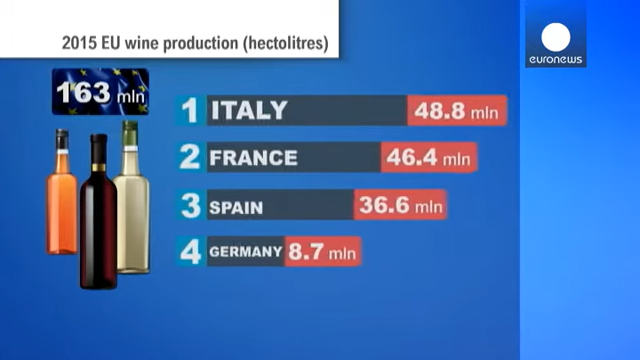 2015 EU wine production (hectolitres)
euronews
163 mln
1 ITALY 48.8 mln
2 FRANCE 46.4 mln
3 SPAIN 36.6 mln
4 GERMANY 8.7 mln